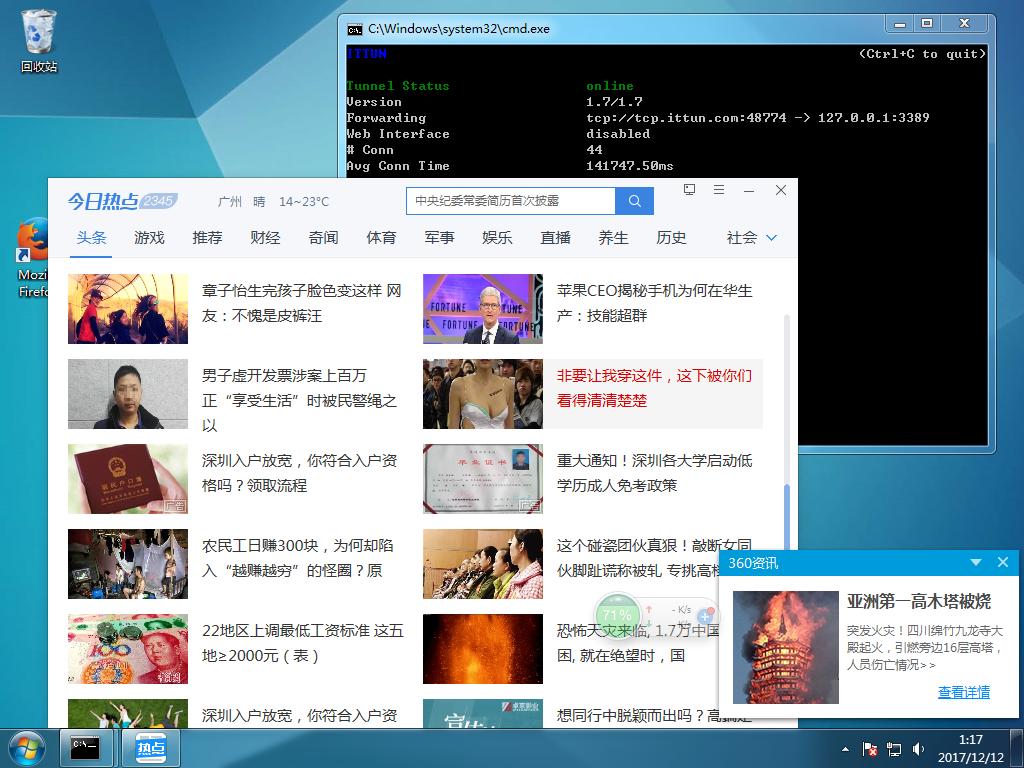 回收站
C:\Windows\system32\cmd.exe
ITTUN (Ctrl+C to quit)
Tunnel Status online
Version 1.7/1.7
Forwarding tcp://tcp.ittun.com:48774 -> 127.0.0.1:3389
Web Interface disabled
# Conn 44
Avg Conn Time 141747.50ms
今日热点 2345
广州 晴 14~23°C
中央纪委常委简历首次披露
头条 游戏 推荐 财经 奇闻 体育 军事 娱乐 直播 养生 历史 社会
Mozi
Firefo
章子怡生完孩子脸色变这样 网
友：不愧是皮裤汪
FORTUNE
FORTUNE
苹果CEO揭秘手机为何在华生
产：技能超群
男子虚开发票涉案上百万
正“享受生活”时被民警绳之
以
非要让我穿这件，这下被你们
看得清清楚楚
居民户口簿
广告
深圳入户放宽，你符合入户资
格吗？领取流程
毕业证书
广告
重大通知！深圳各大学启动低
学历成人免考政策
农民工日赚300块，为何却陷
入“越赚越穷”的怪圈？原
这个碰瓷团伙真狠！敲断女同
伙脚趾谎称被轧 专挑高档
100
22地区上调最低工资标准 这五
地≥2000元（表）
恐怖天灾来临, 1.7万中国
困, 就在绝望时，国
71%
- K/s
深圳入户放宽，你符合入户资
卓京影业
想同行中脱颖而出吗？高
360资讯
亚洲第一高木塔被烧
突发火灾！四川绵竹九龙寺大
殿起火，引燃旁边16层高塔，
人员伤亡情况>>
查看详情
C:\_
热点
1:17
2017/12/12